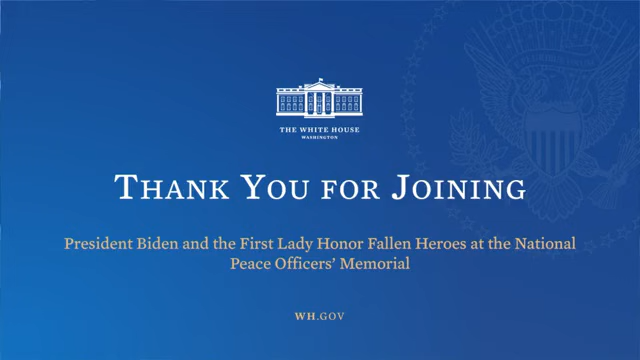 THE WHITE HOUSE
WASHINGTON
THANK YOU FOR JOINING
President Biden and the First Lady Honor Fallen Heroes at the National
Peace Officers’ Memorial
WH.GOV